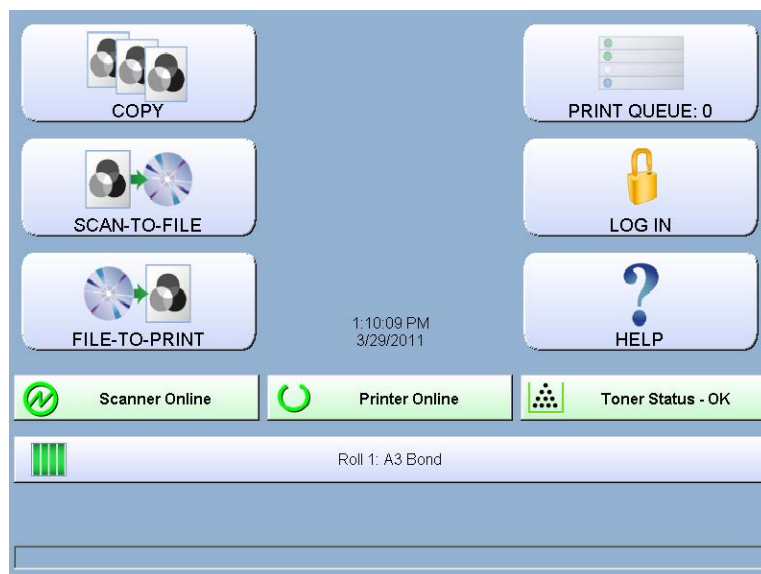 COPY
PRINT QUEUE: 0
SCAN-TO-FILE
LOG IN
FILE-TO-PRINT
1:10:09 PM
3/29/2011
HELP
Scanner Online
Printer Online
Toner Status - OK
Roll 1: A3 Bond